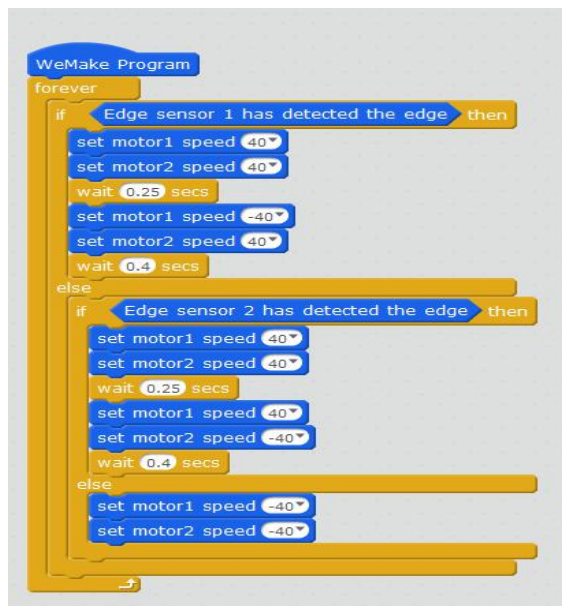 WeMake Program
forever
if Edge sensor 1 has detected the edge then
set motor1 speed 40
set motor2 speed 40
wait 0.25 secs
set motor1 speed -40
set motor2 speed 40
wait 0.4 secs
else
if Edge sensor 2 has detected the edge then
set motor1 speed 40
set motor2 speed 40
wait 0.25 secs
set motor1 speed 40
set motor2 speed -40
wait 0.4 secs
else
set motor1 speed -40
set motor2 speed -40